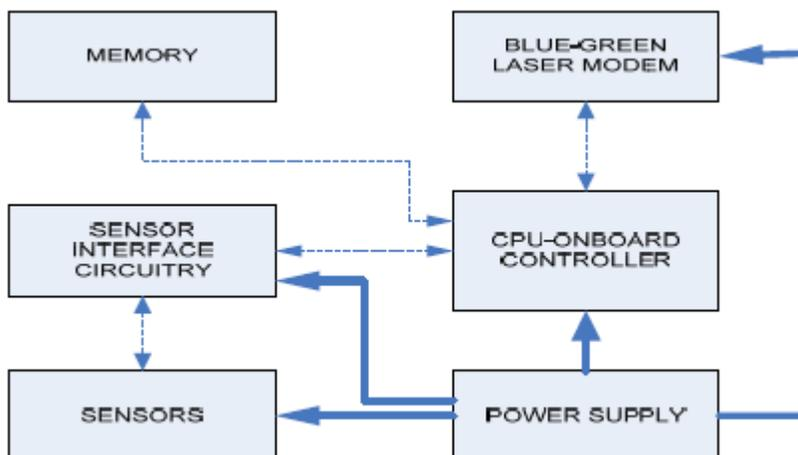 MEMORY
BLUE-GREEN
LASER MODEM
SENSOR
INTERFACE
CIRCUITRY
CPU-ONBOARD
CONTROLLER
SENSORS
POWER SUPPLY